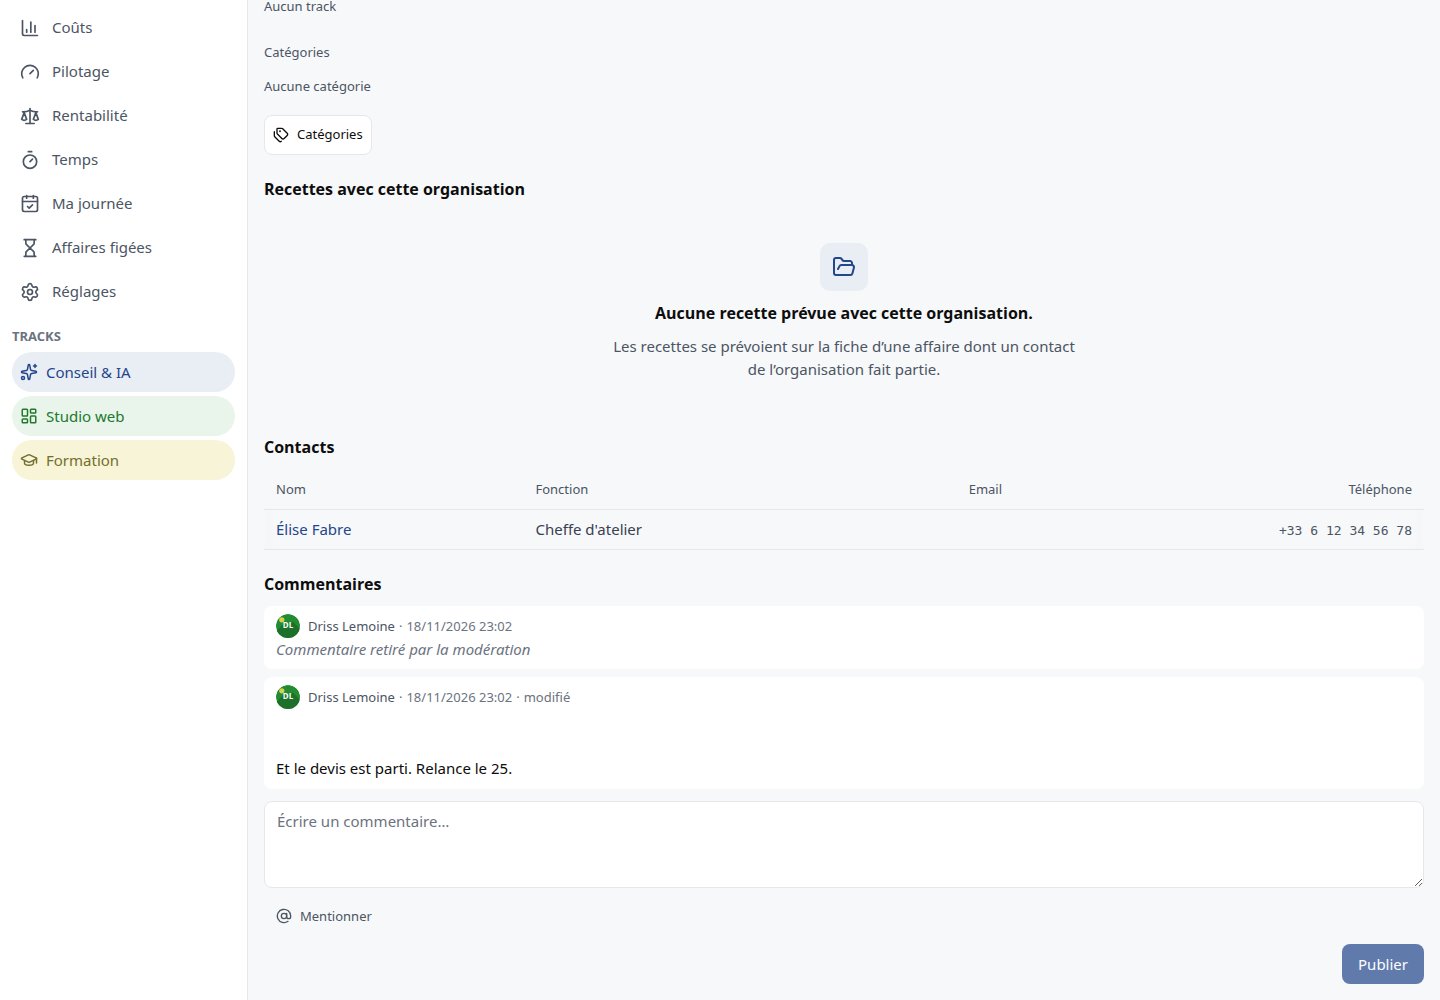 Coûts
Pilotage
Rentabilité
Temps
Ma journée
Affaires figées
Réglages
TRACKS
Conseil & IA
Studio web
Formation
Aucun track
Catégories
Aucune catégorie
Catégories
Recettes avec cette organisation
Aucune recette prévue avec cette organisation.
Les recettes se prévoient sur la fiche d’une affaire dont un contact
de l’organisation fait partie.
Contacts
Nom Fonction Email Téléphone
Élise Fabre Cheffe d'atelier +33 6 12 34 56 78
Commentaires
DL Driss Lemoine · 18/11/2026 23:02
Commentaire retiré par la modération
DL Driss Lemoine · 18/11/2026 23:02 · modifié
Et le devis est parti. Relance le 25.
Écrire un commentaire…
Mentionner
Publier